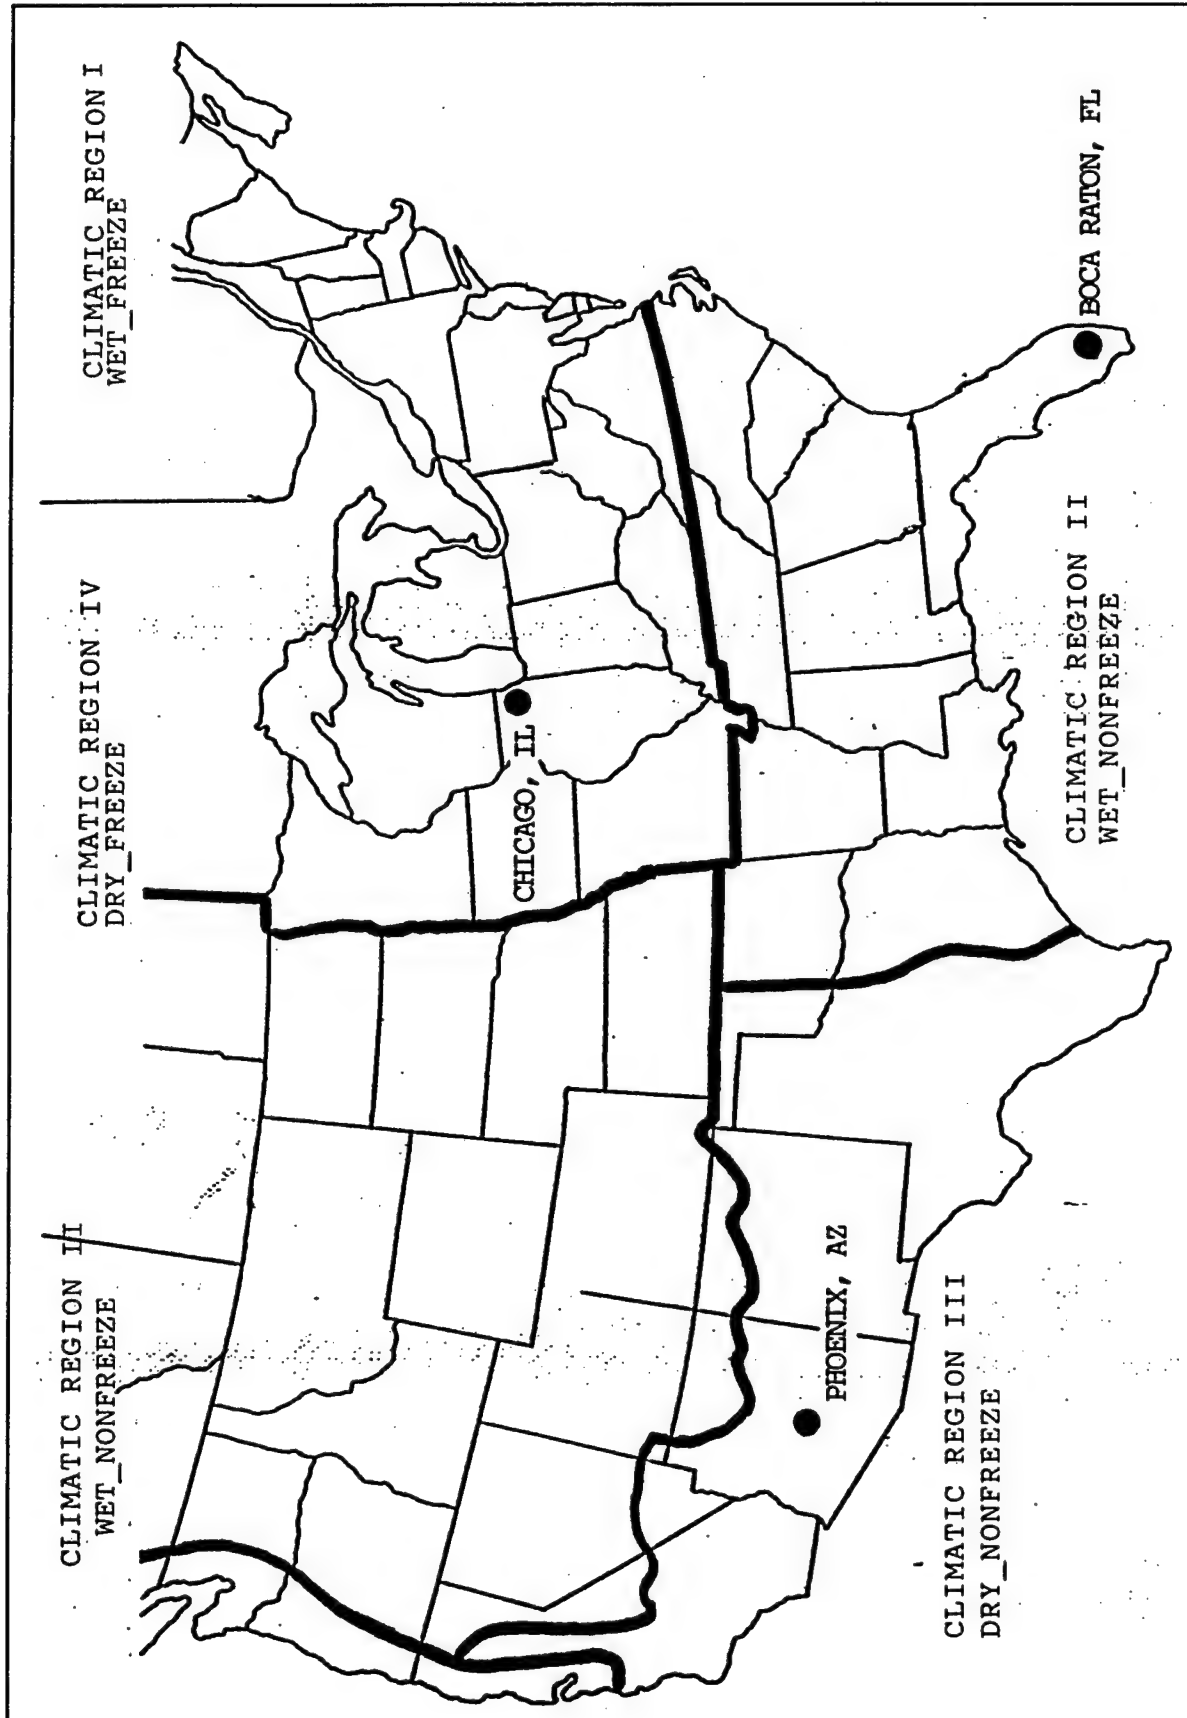 CLIMATIC REGION II
WET_NONFREEZE
CLIMATIC REGION IV
DRY_FREEZE
CLIMATIC REGION I
WET_FREEZE
CHICAGO, IL
PHOENIX, AZ
BOCA RATON, FL
CLIMATIC REGION III
DRY_NONFREEZE
CLIMATIC REGION II
WET_NONFREEZE